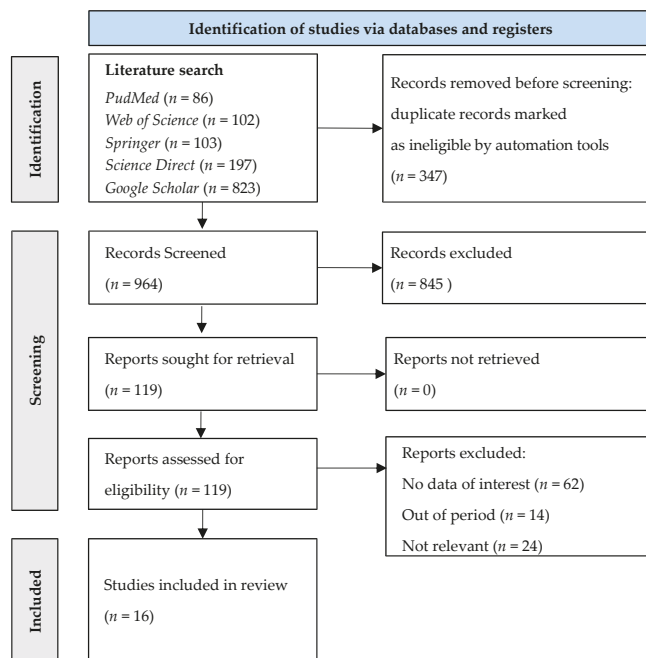 Identification of studies via databases and registers
Identification
Literature search
PudMed (n = 86)
Web of Science (n = 102)
Springer (n = 103)
Science Direct (n = 197)
Google Scholar (n = 823)
Records removed before screening:
duplicate records marked
as ineligible by automation tools
(n = 347)
Screening
Records Screened
(n = 964)
Records excluded
(n = 845 )
Reports sought for retrieval
(n = 119)
Reports not retrieved
(n = 0)
Reports assessed for
eligibility (n = 119)
Reports excluded:
No data of interest (n = 62)
Out of period (n = 14)
Not relevant (n = 24)
Included
Studies included in review
(n = 16)